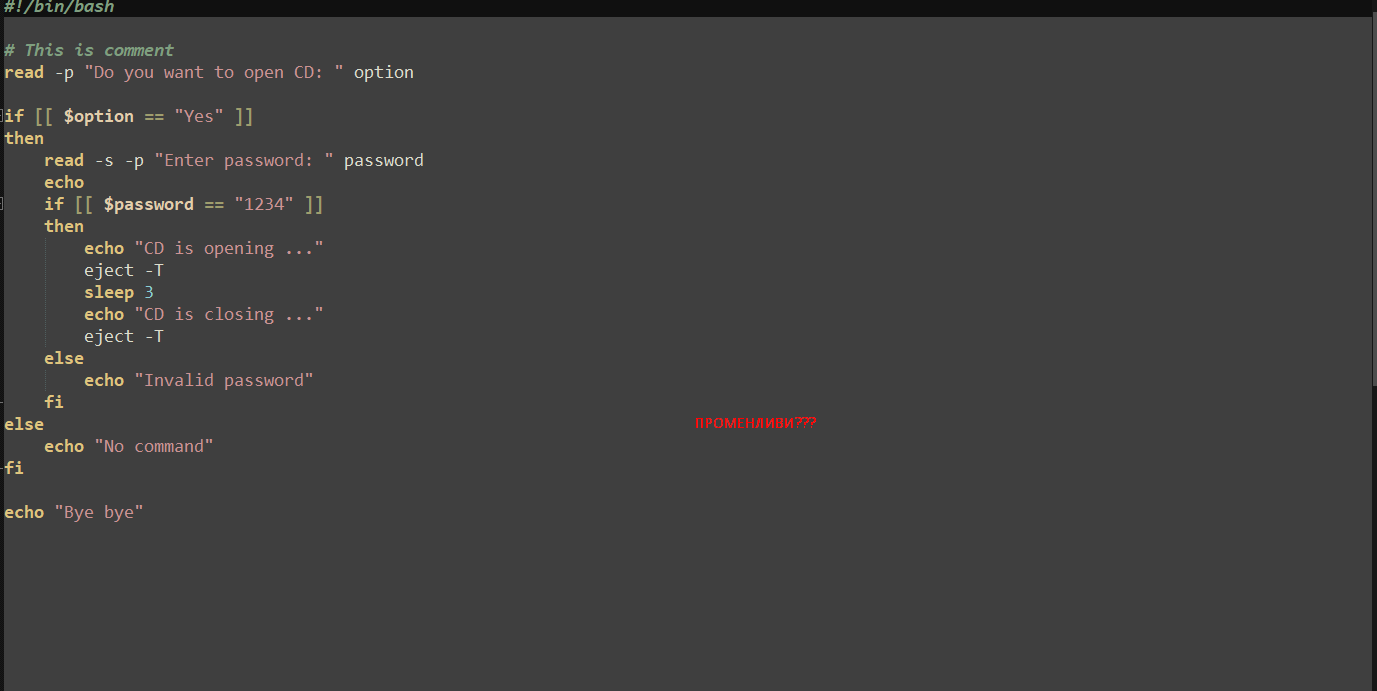 #!/bin/bash
# This is comment
read -p "Do you want to open CD: " option
if [[ $option == "Yes" ]]
then
read -s -p "Enter password: " password
echo
if [[ $password == "1234" ]]
then
echo "CD is opening ..."
eject -T
sleep 3
echo "CD is closing ..."
eject -T
else
echo "Invalid password"
fi
else
ПРОМЕНЛИВИ???
echo "No command"
fi
echo "Bye bye"